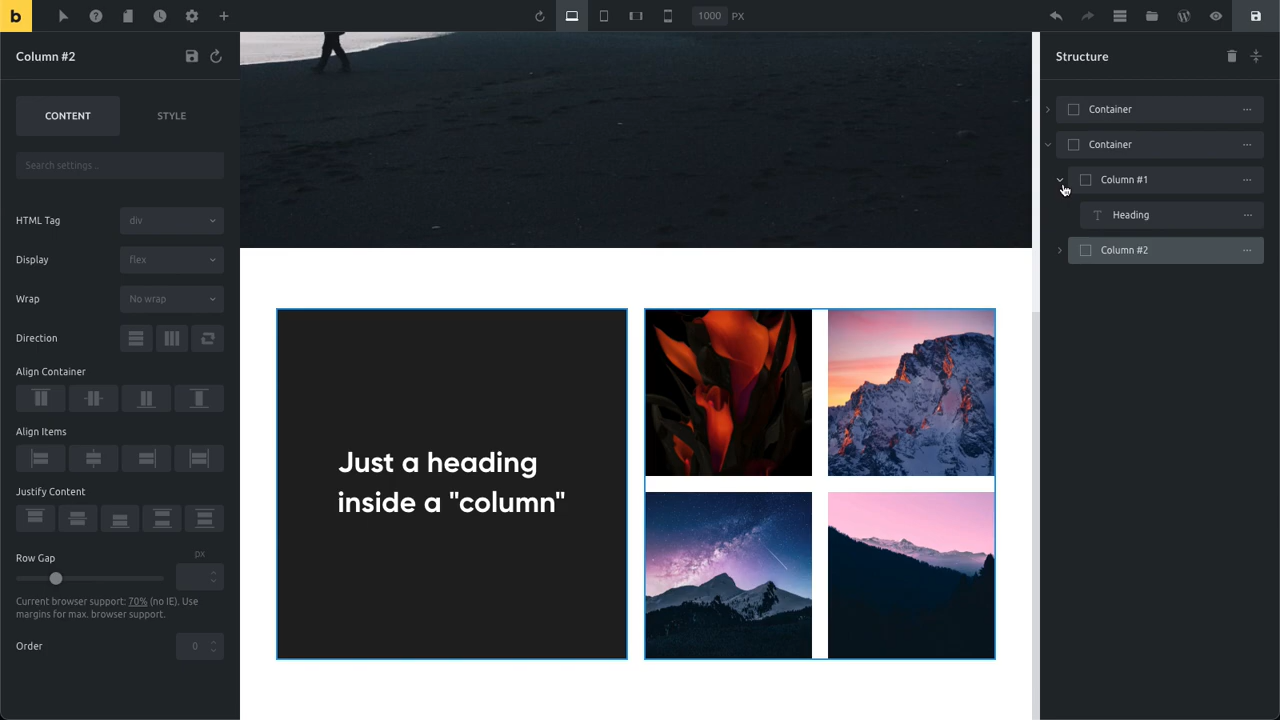 b
1000 PX
Column #2
CONTENT
STYLE
Search settings ..
HTML Tag
div
Display
flex
Wrap
No wrap
Direction
Align Container
Align Items
Justify Content
Row Gap
px
Current browser support: 70% (no IE). Use
margins for max. browser support.
Order
0
Just a heading
inside a "column"
Structure
Container
Container
Column #1
Heading
Column #2